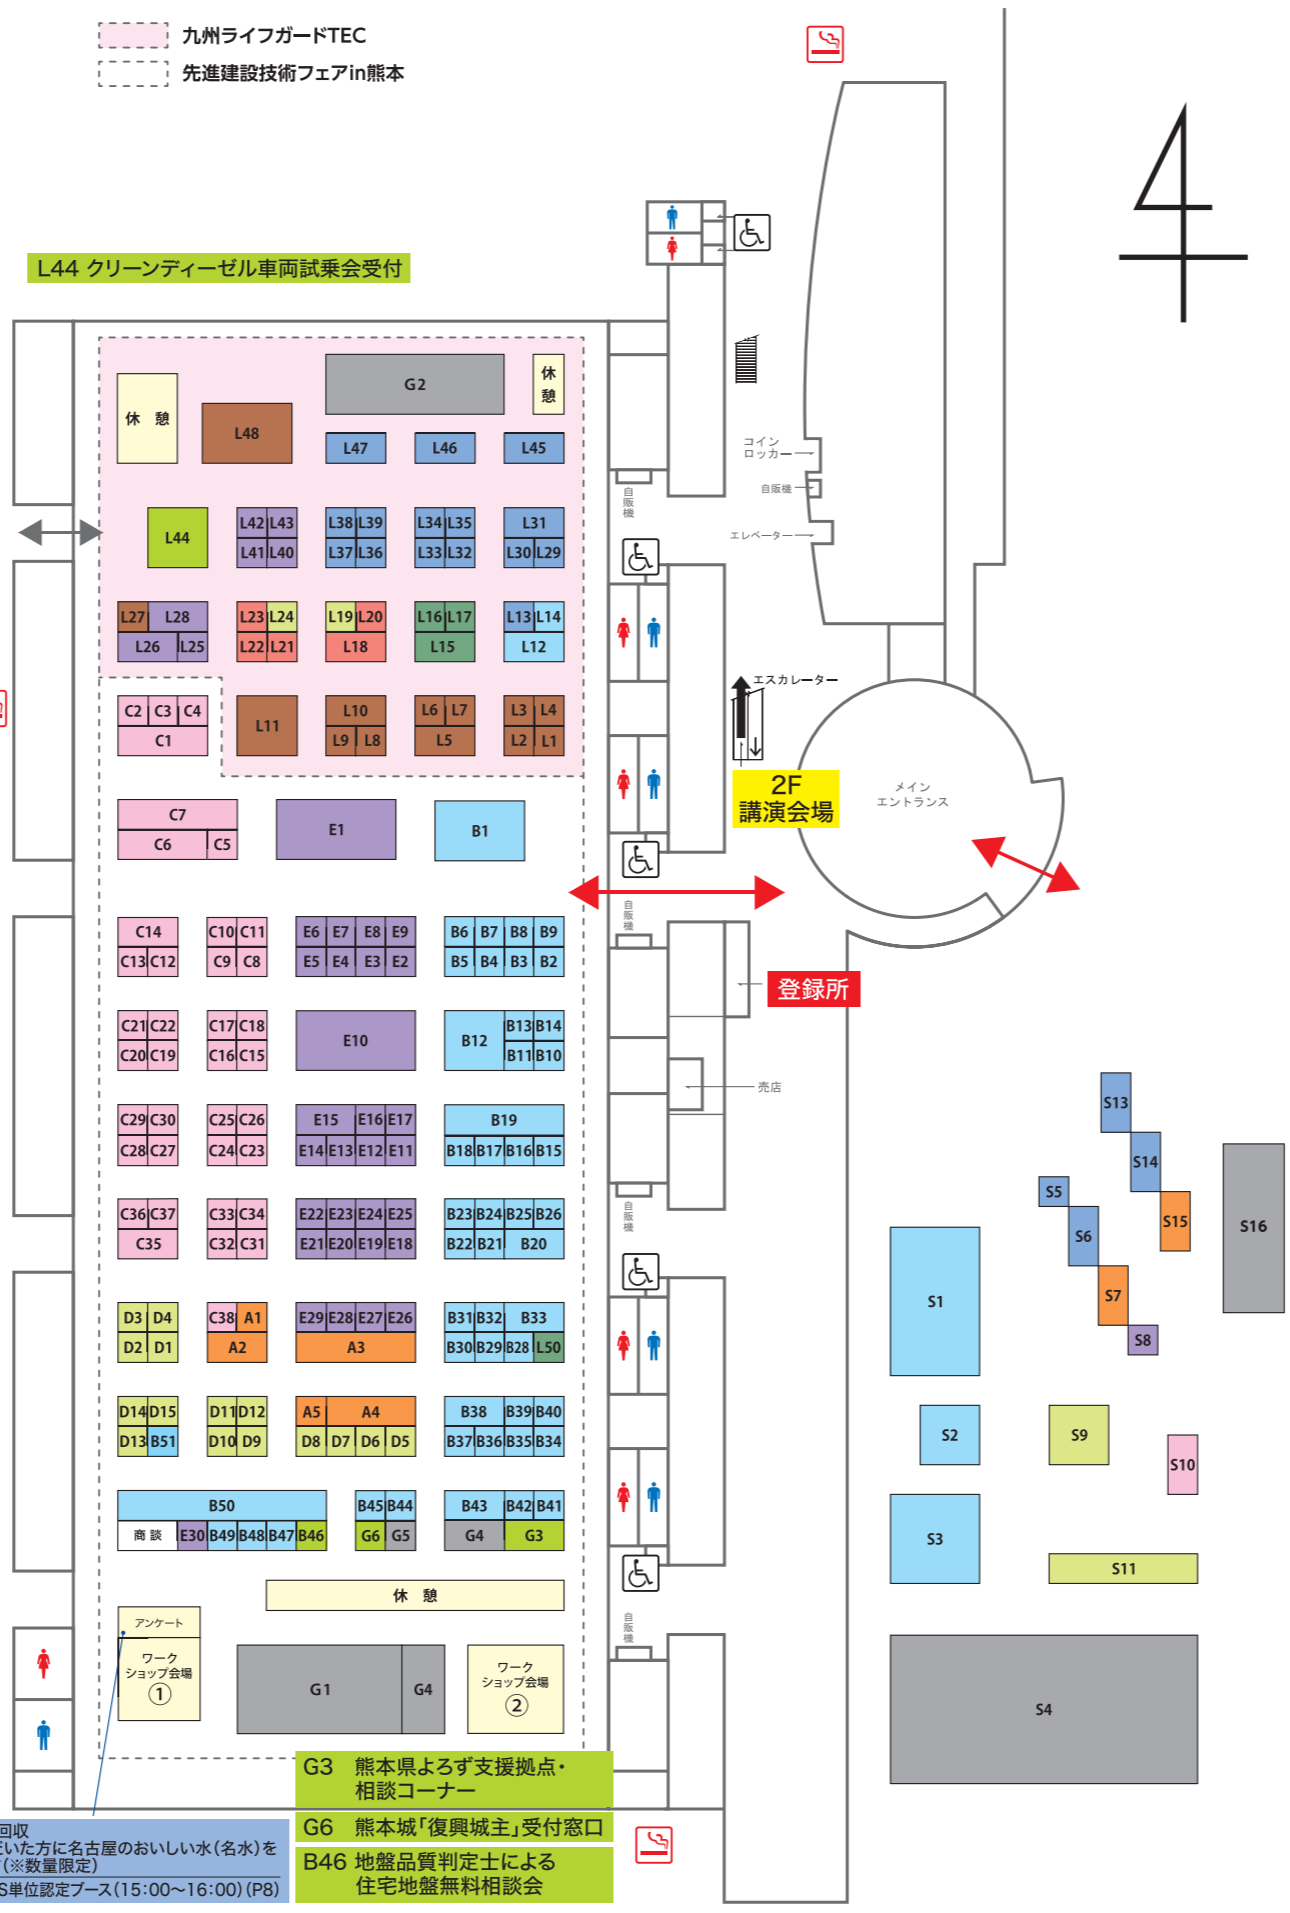 九州ライフガードTEC
先進建設技術フェアin熊本
4
L44 クリーンディーゼル車両試乗会受付
休 憩
L48
G2
休
憩
L47
L46
L45
コイン
ロッカー
自販機
エレベーター
自販機
L44
L42 L43
L41 L40
L38 L39
L37 L36
L34 L35
L33 L32
L31
L30 L29
L27 L28
L26 L25
L23 L24
L22 L21
L19 L20
L18
L16 L17
L15
L13 L14
L12
C2 C3 C4
C1
L11
L10
L9 L8
L6 L7
L5
L3 L4
L2 L1
エスカレーター
2F
講演会場
メイン
エントランス
C7
C6 C5
E1
B1
自販機
C14
C13 C12
C10 C11
C9 C8
E6 E7 E8 E9
E5 E4 E3 E2
B6 B7 B8 B9
B5 B4 B3 B2
登録所
C21 C22
C20 C19
C17 C18
C16 C15
E10
B12
B13 B14
B11 B10
売店
C29 C30
C28 C27
C25 C26
C24 C23
E15 E16 E17
E14 E13 E12 E11
B19
B18 B17 B16 B15
自販機
C36 C37
C35
C33 C34
C32 C31
E22 E23 E24 E25
E21 E20 E19 E18
B23 B24 B25 B26
B22 B21 B20
D3 D4
D2 D1
C38 A1
A2
E29 E28 E27 E26
A3
B31 B32 B33
B30 B29 B28 L50
D14 D15
D13 B51
D11 D12
D10 D9
A5 A4
D8 D7 D6 D5
B38 B39 B40
B37 B36 B35 B34
B50
商 談 E30 B49 B48 B47 B46
B45 B44
G6 G5
B43 B42 B41
G4 G3
休 憩
自販機
アンケート
ワーク
ショップ会場
①
G1
G4
ワーク
ショップ会場
②
S13
S14
S5
S15
S6
S16
S1
S7
S8
S2
S9
S10
S3
S11
S4
G3 熊本県よろず支援拠点・
相談コーナー
G6 熊本城「復興城主」受付窓口
B46 地盤品質判定士による
住宅地盤無料相談会
回収
いた方に名古屋のおいしい水(名水)を
(※数量限定)
S単位認定ブース(15:00〜16:00)(P8)